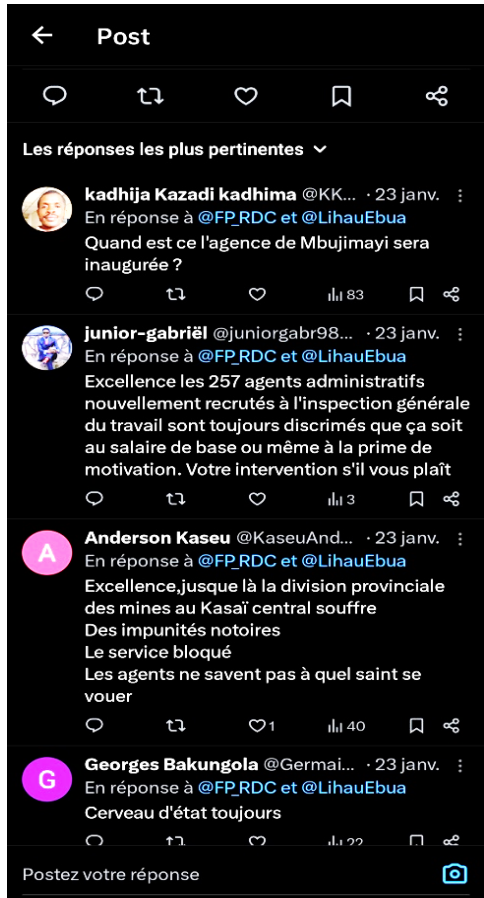 Post
Les réponses les plus pertinentes
kadhija Kazadi kadhima @KK... · 23 janv.
En réponse à @FP_RDC et @LihauEbua
Quand est ce l'agence de Mbujimayi sera
inaugurée ?
83
junior-gabriël @juniorgabr98... · 23 janv.
En réponse à @FP_RDC et @LihauEbua
Excellence les 257 agents administratifs
nouvellement recrutés à l'inspection générale
du travail sont toujours discrimés que ça soit
au salaire de base ou même à la prime de
motivation. Votre intervention s'il vous plaît
3
A
Anderson Kaseu @KaseuAnd... · 23 janv.
En réponse à @FP_RDC et @LihauEbua
Excellence,jusque là la division provinciale
des mines au Kasaï central souffre
Des impunités notoires
Le service bloqué
Les agents ne savent pas à quel saint se
vouer
1 40
G
Georges Bakungola @Germai... · 23 janv.
En réponse à @FP_RDC et @LihauEbua
Cerveau d'état toujours
22
Postez votre réponse